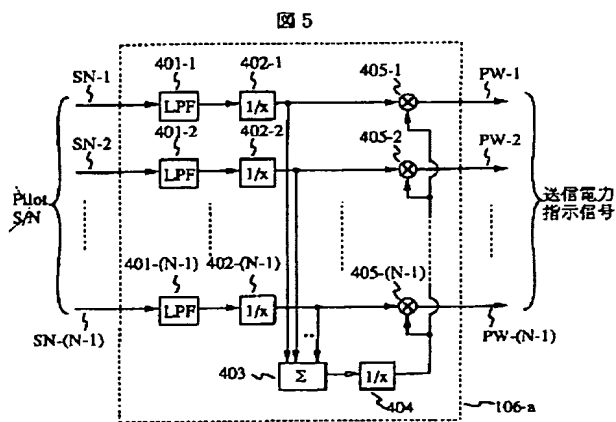 図5
SN-1
401-1
402-1
405-1
PW-1
LPF
1/x
SN-2
401-2
402-2
405-2
PW-2
LPF
1/x
Pilot
S/N
送信電力
指示信号
401-(N-1)
402-(N-1)
405-(N-1)
LPF
1/x
SN-(N-1)
PW-(N-1)
403
Σ
1/x
404
106-a